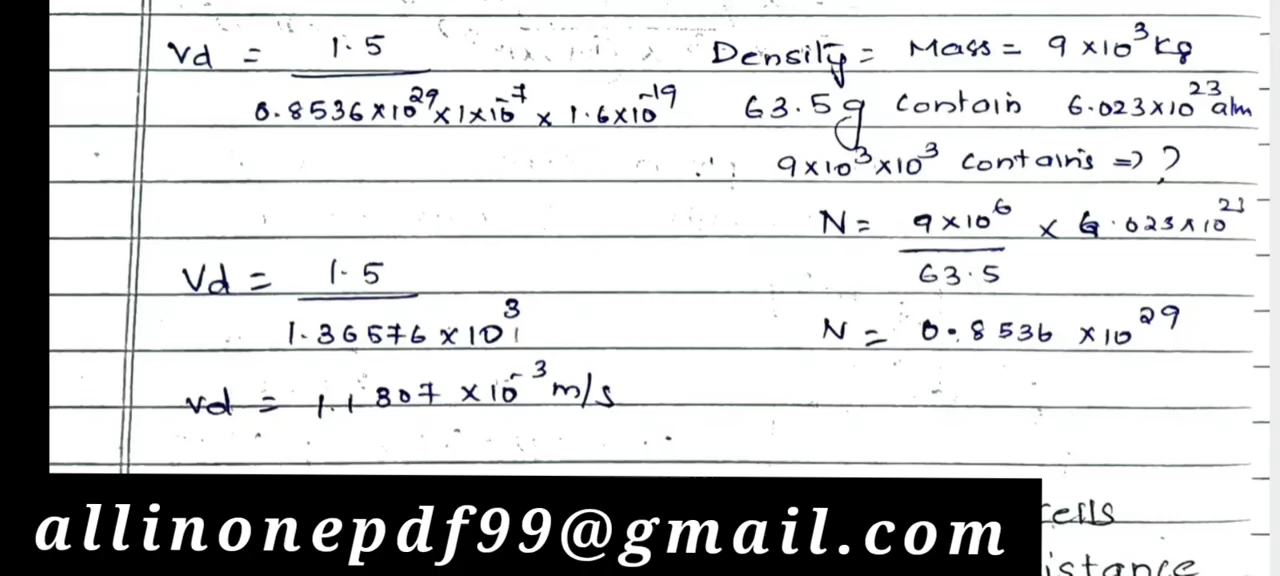 Vd = 1.5 / 0.8536 × 10^29 × 1 × 10^-7 × 1.6 × 10^-19
Vd = 1.5 / 1.36576 × 10^3
Vd = 1.1807 × 10^-3 m/s
Density = Mass = 9 × 10^3 kg
63.5g contain 6.023 × 10^23 atm
∴ 9 × 10^3 × 10^3 contains => ?
N = 9 × 10^6 / 63.5 × 6.023 × 10^23
N = 0.8536 × 10^29
allinonepdf99@gmail.com
cells
istance